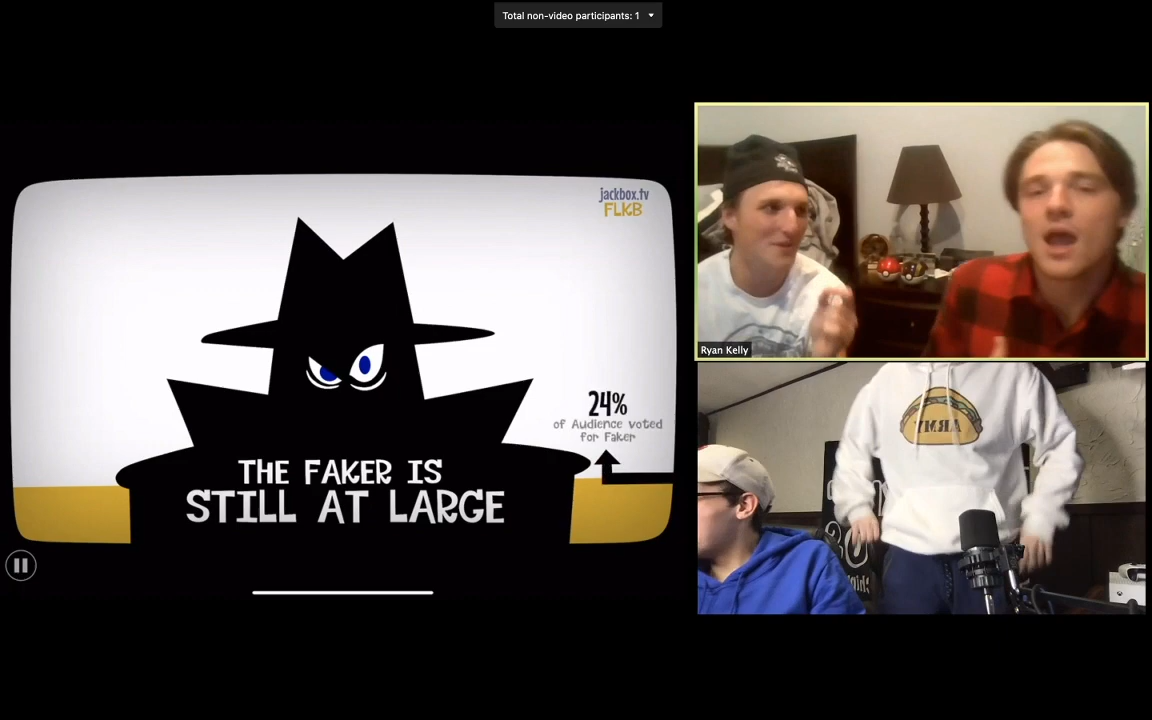 Total non-video participants: 1
jackbox.tv
FLKB
24%
of Audience voted
for Faker
THE FAKER IS
STILL AT LARGE
Ryan Kelly
ARMY